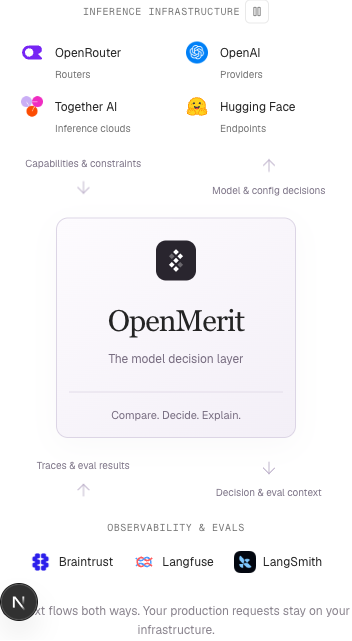 INFERENCE INFRASTRUCTURE
OpenRouter OpenAI
Routers Providers
Together AI Hugging Face
Inference clouds Endpoints
Capabilities & constraints
Model & config decisions
OpenMerit
The model decision layer
Compare. Decide. Explain.
Traces & eval results
Decision & eval context
OBSERVABILITY & EVALS
Braintrust Langfuse LangSmith
N
flows both ways. Your production requests stay on your
infrastructure.